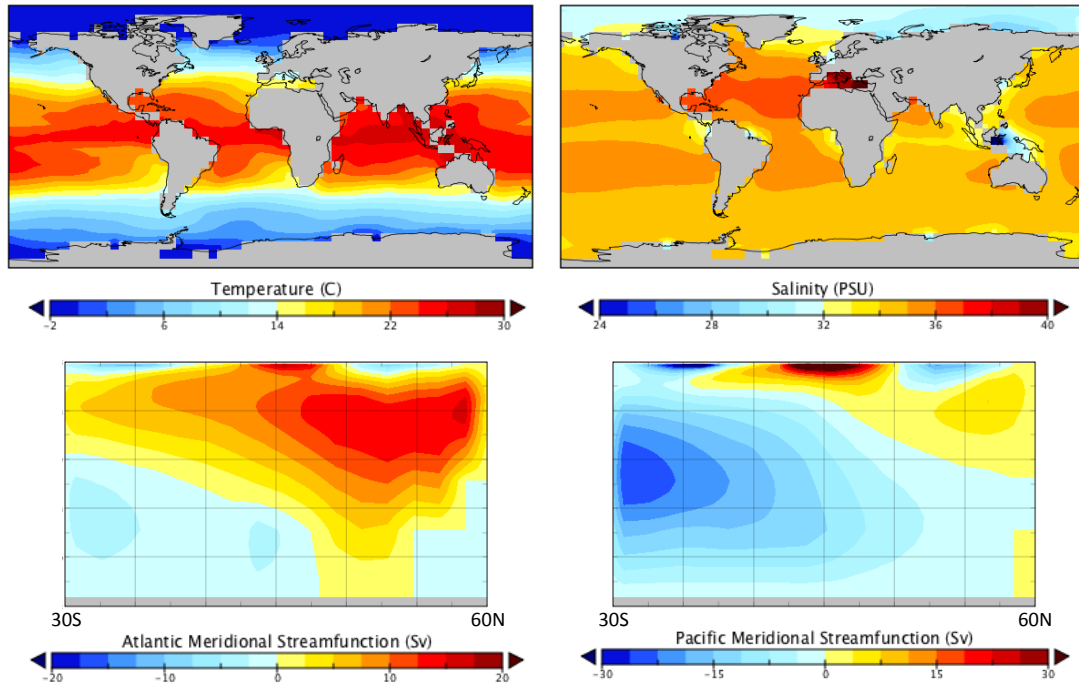 Temperature (C)
-2 6 14 22 30
Salinity (PSU)
24 28 32 36 40
30S 60N
Atlantic Meridional Streamfunction (Sv)
-20 -10 0 10 20
30S 60N
Pacific Meridional Streamfunction (Sv)
-30 -15 0 15 30